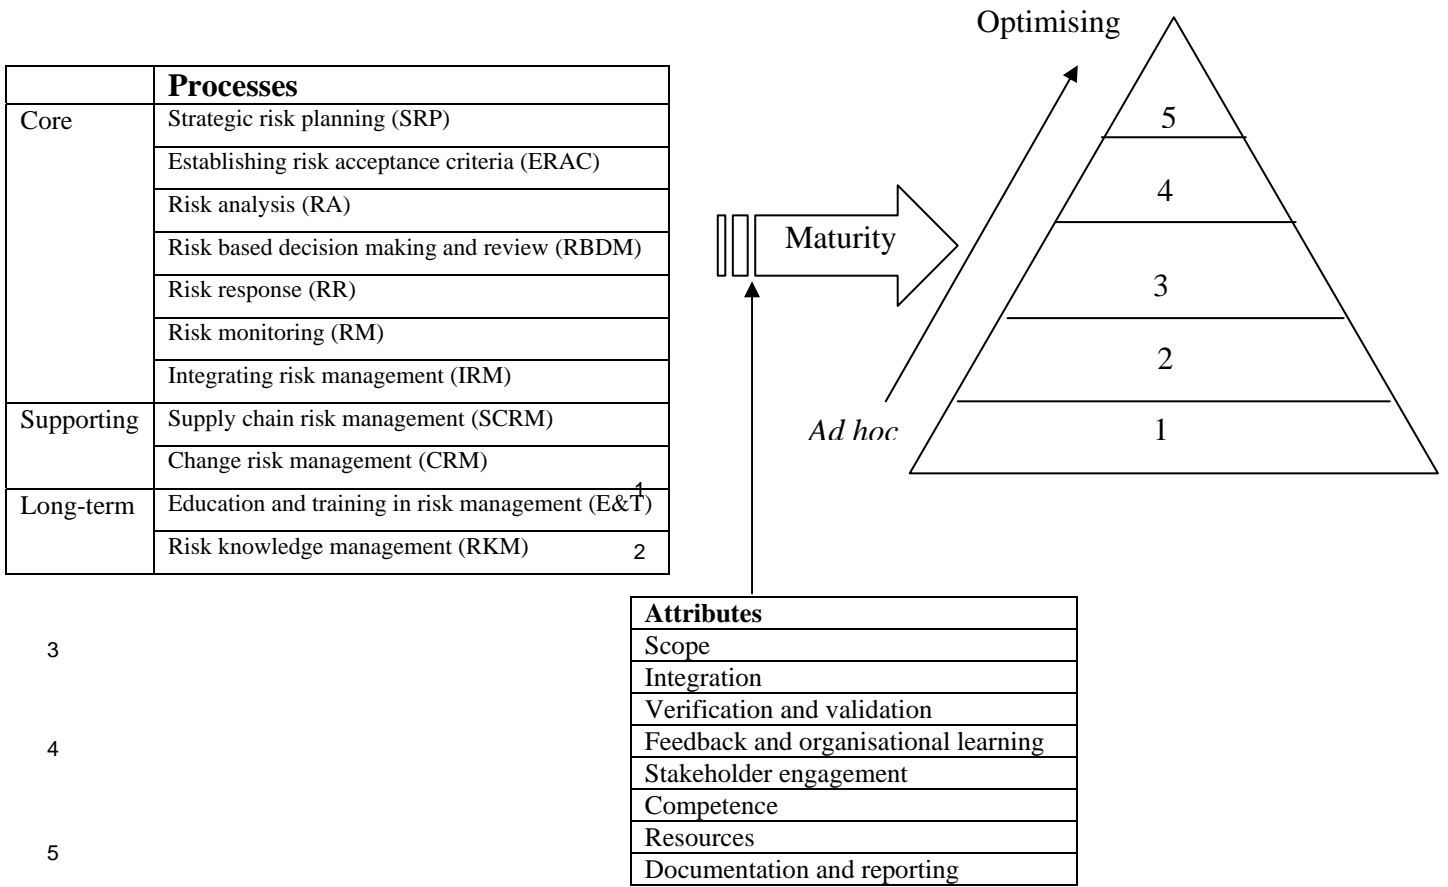 Processes
Core
Strategic risk planning (SRP)
Establishing risk acceptance criteria (ERAC)
Risk analysis (RA)
Risk based decision making and review (RBDM)
Risk response (RR)
Risk monitoring (RM)
Integrating risk management (IRM)
Supporting
Supply chain risk management (SCRM)
Change risk management (CRM)
Long-term
Education and training in risk management (E&T)
1
Risk knowledge management (RKM)
2
3
4
5
Maturity
Optimising
Ad hoc
5
4
3
2
1
Attributes
Scope
Integration
Verification and validation
Feedback and organisational learning
Stakeholder engagement
Competence
Resources
Documentation and reporting